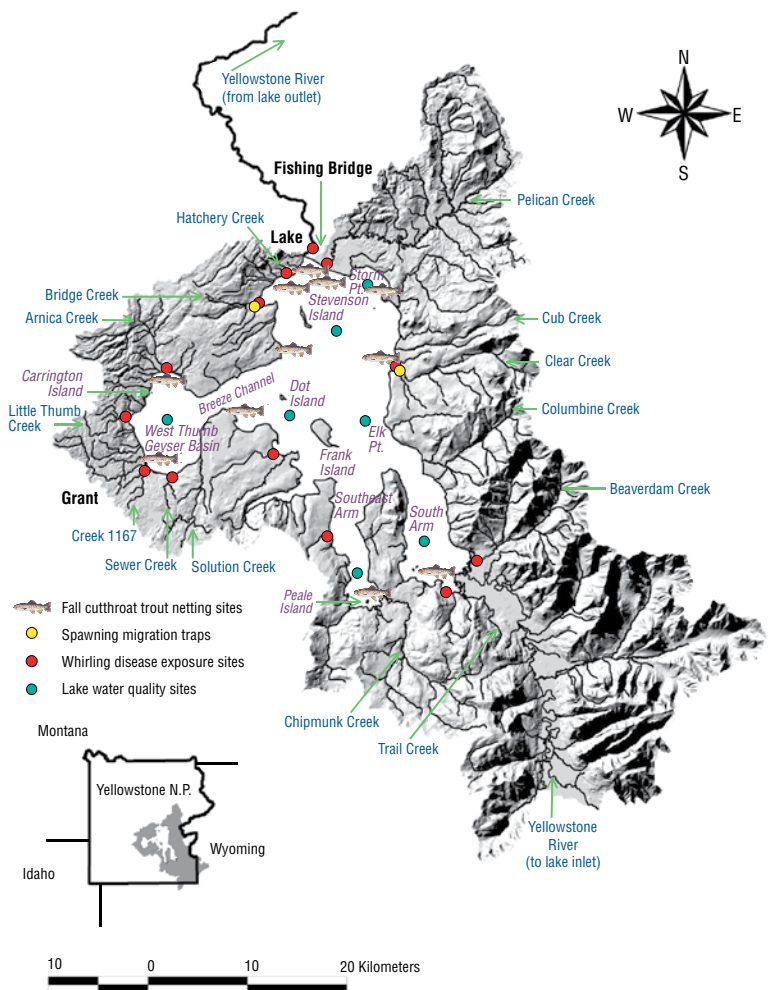 N
W
E
S
Yellowstone River
(from lake outlet)
Fishing Bridge
Pelican Creek
Hatchery Creek
Lake
Storm
Pt.
Bridge Creek
Stevenson
Island
Arnica Creek
Cub Creek
Clear Creek
Carrington
Island
Breeze Channel
Dot
Island
Little Thumb
Creek
Columbine Creek
West Thumb
Geyser Basin
Elk
Pt.
Frank
Island
Grant
Southeast
Arm
South
Arm
Beaverdam Creek
Creek 1167
Sewer Creek
Solution Creek
Peale
Island
Fall cutthroat trout netting sites
Spawning migration traps
Whirling disease exposure sites
Lake water quality sites
Chipmunk Creek
Trail Creek
Montana
Yellowstone N.P.
Wyoming
Idaho
Yellowstone
River
(to lake inlet)
10 0 10 20 Kilometers